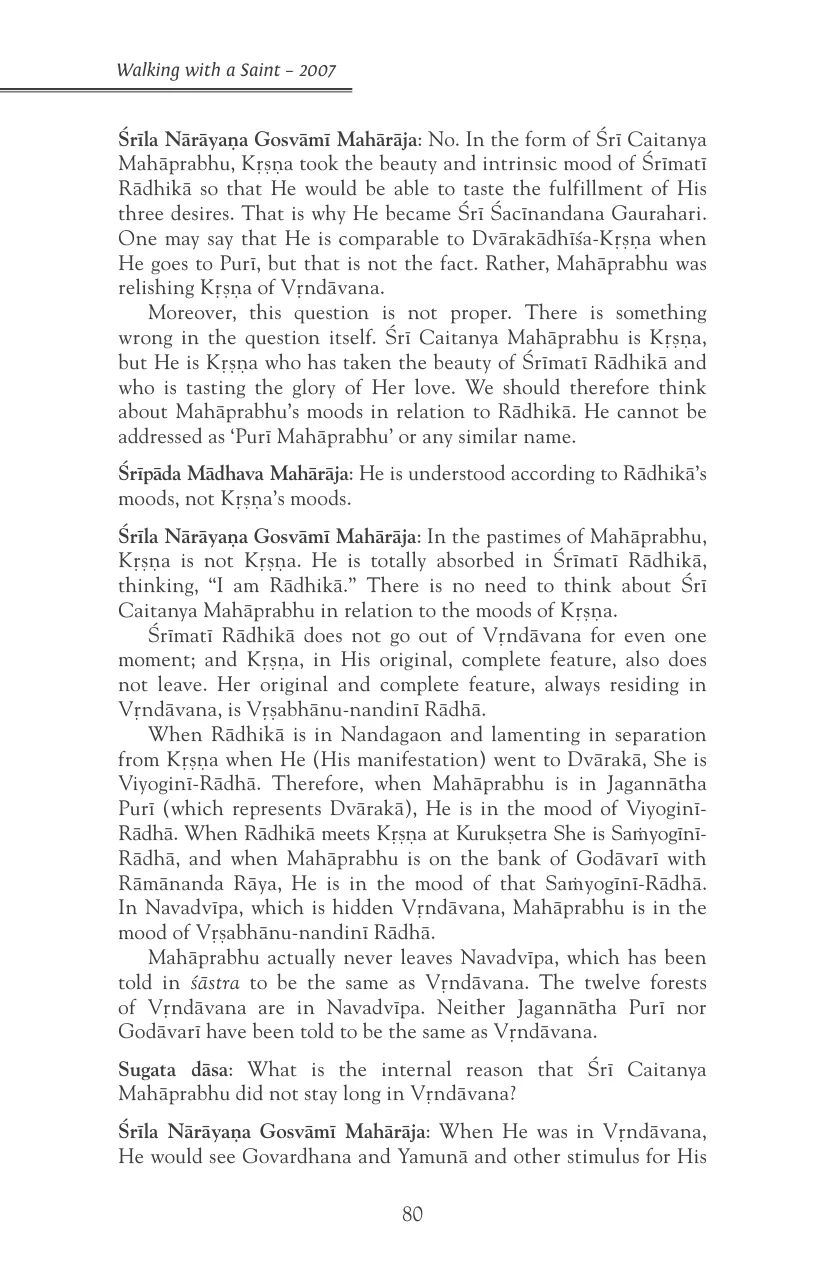 Walking with a Saint – 2007
Śrīla Nārāyaṇa Gosvāmī Mahārāja: No. In the form of Śrī Caitanya
Mahāprabhu, Kṛṣṇa took the beauty and intrinsic mood of Śrīmatī
Rādhikā so that He would be able to taste the fulfillment of His
three desires. That is why He became Śrī Śacīnandana Gaurahari.
One may say that He is comparable to Dvārakādhīśa-Kṛṣṇa when
He goes to Purī, but that is not the fact. Rather, Mahāprabhu was
relishing Kṛṣṇa of Vṛndāvana.
Moreover, this question is not proper. There is something
wrong in the question itself. Śrī Caitanya Mahāprabhu is Kṛṣṇa,
but He is Kṛṣṇa who has taken the beauty of Śrīmatī Rādhikā and
who is tasting the glory of Her love. We should therefore think
about Mahāprabhu’s moods in relation to Rādhikā. He cannot be
addressed as ‘Purī Mahāprabhu’ or any similar name.
Śrīpāda Mādhava Mahārāja: He is understood according to Rādhikā’s
moods, not Kṛṣṇa’s moods.
Śrīla Nārāyaṇa Gosvāmī Mahārāja: In the pastimes of Mahāprabhu,
Kṛṣṇa is not Kṛṣṇa. He is totally absorbed in Śrīmatī Rādhikā,
thinking, “I am Rādhikā.” There is no need to think about Śrī
Caitanya Mahāprabhu in relation to the moods of Kṛṣṇa.
Śrīmatī Rādhikā does not go out of Vṛndāvana for even one
moment; and Kṛṣṇa, in His original, complete feature, also does
not leave. Her original and complete feature, always residing in
Vṛndāvana, is Vṛṣabhānu-nandinī Rādhā.
When Rādhikā is in Nandagaon and lamenting in separation
from Kṛṣṇa when He (His manifestation) went to Dvārakā, She is
Viyoginī-Rādhā. Therefore, when Mahāprabhu is in Jagannātha
Purī (which represents Dvārakā), He is in the mood of Viyoginī-
Rādhā. When Rādhikā meets Kṛṣṇa at Kurukṣetra She is Saṁyogīnī-
Rādhā, and when Mahāprabhu is on the bank of Godāvarī with
Rāmānanda Rāya, He is in the mood of that Saṁyogīnī-Rādhā.
In Navadvīpa, which is hidden Vṛndāvana, Mahāprabhu is in the
mood of Vṛṣabhānu-nandinī Rādhā.
Mahāprabhu actually never leaves Navadvīpa, which has been
told in śāstra to be the same as Vṛndāvana. The twelve forests
of Vṛndāvana are in Navadvīpa. Neither Jagannātha Purī nor
Godāvarī have been told to be the same as Vṛndāvana.
Sugata dāsa: What is the internal reason that Śrī Caitanya
Mahāprabhu did not stay long in Vṛndāvana?
Śrīla Nārāyaṇa Gosvāmī Mahārāja: When He was in Vṛndāvana,
He would see Govardhana and Yamunā and other stimulus for His
80